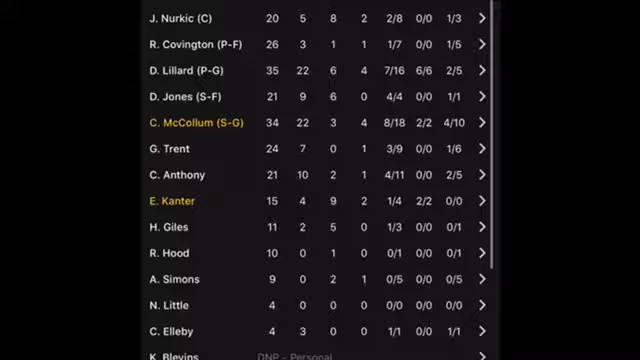 J. Nurkic (C) 20 5 8 2 2/8 0/0 1/3
R. Covington (P-F) 26 3 1 1 1/7 0/0 1/5
D. Lillard (P-G) 35 22 6 4 7/16 6/6 2/5
D. Jones (S-F) 21 9 6 0 4/4 0/0 1/1
C. McCollum (S-G) 34 22 3 4 8/18 2/2 4/10
G. Trent 24 7 0 1 3/9 0/0 1/6
C. Anthony 21 10 2 1 4/11 0/0 2/5
E. Kanter 15 4 9 2 1/4 2/2 0/0
H. Giles 11 2 5 0 1/3 0/0 0/1
R. Hood 10 0 1 0 0/1 0/0 0/1
A. Simons 9 0 2 1 0/5 0/0 0/5
N. Little 4 0 0 0 0/0 0/0 0/0
C. Elleby 4 3 0 0 1/1 0/0 1/1
K. Blevins DNP - Personal